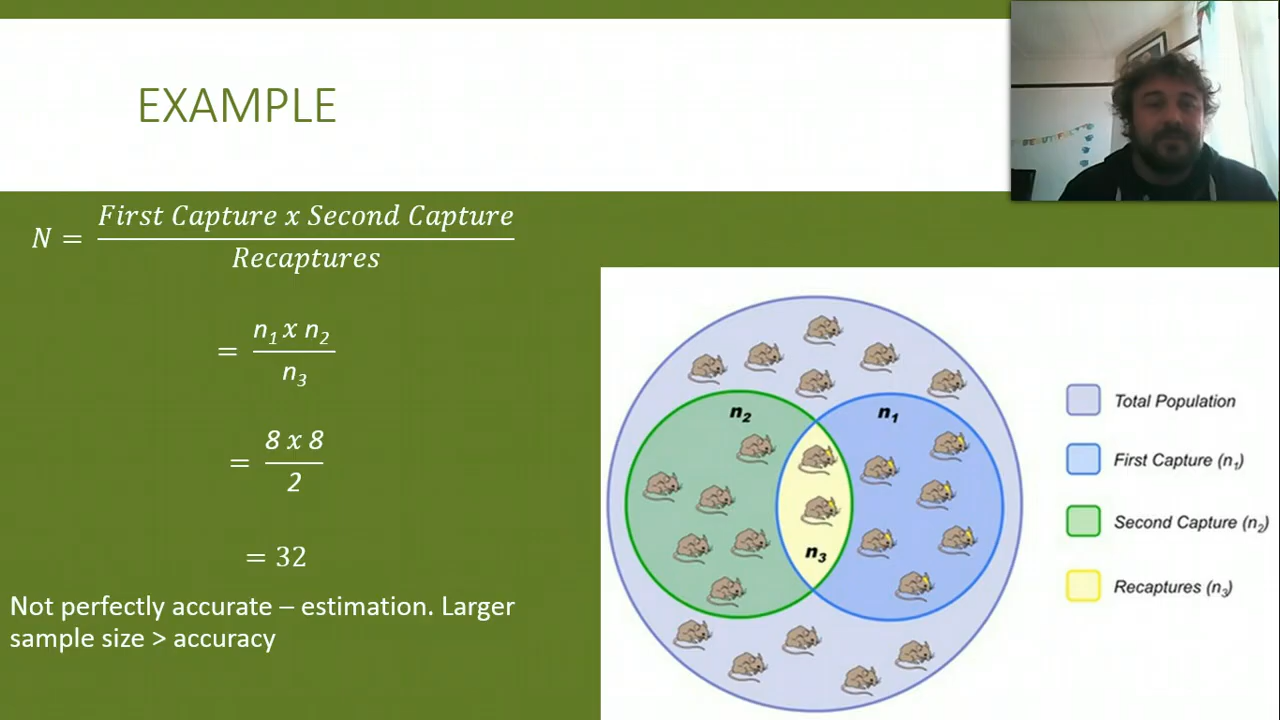 EXAMPLE
N = First Capture x Second Capture / Recaptures
= n₁ x n₂ / n₃
= 8 x 8 / 2
= 32
Not perfectly accurate – estimation. Larger
sample size > accuracy
n₂
n₁
n₃
Total Population
First Capture (n₁)
Second Capture (n₂)
Recaptures (n₃)
BEAUTIFUL